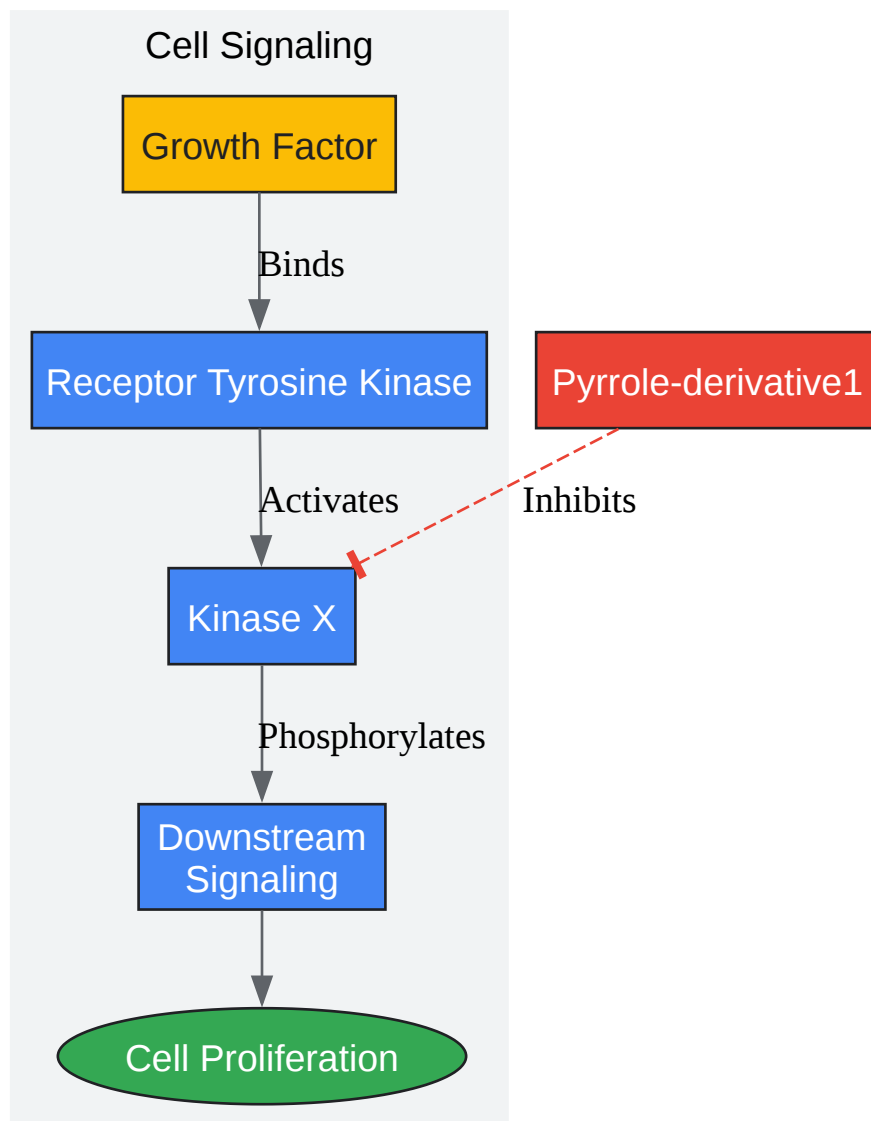 Cell Signaling
Growth Factor
Binds
Receptor Tyrosine Kinase
Pyrrole-derivative1
Activates
Inhibits
Kinase X
Phosphorylates
Downstream
Signaling
Cell Proliferation